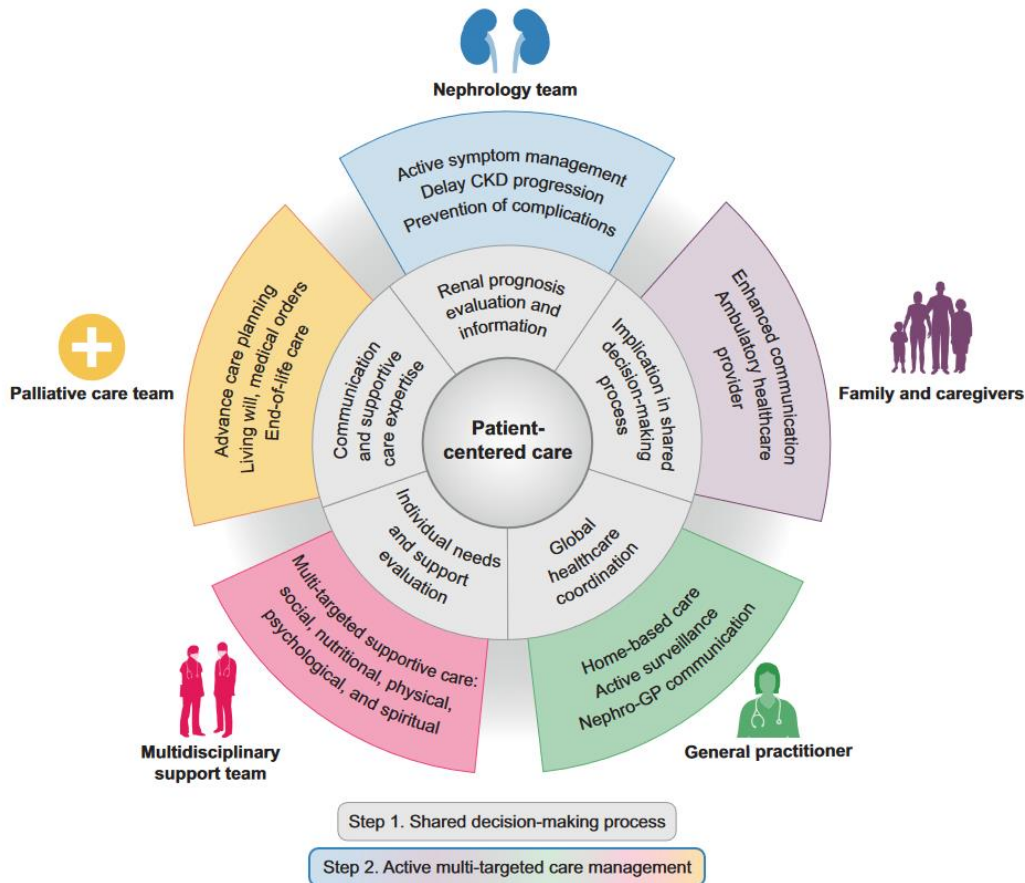 Nephrology team
Active symptom management
Delay CKD progression
Prevention of complications
Renal prognosis
evaluation and
information
Enhanced communication
Ambulatory healthcare
provider
Implication in shared
decision-making
process
Family and caregivers
Palliative care team
Advance care planning
Living will, medical orders
End-of-life care
Communication
and supportive
care expertise
Patient-
centered care
Individual needs
and support
evaluation
Global
healthcare
coordination
Multi-targeted supportive care:
social, nutritional, physical,
psychological, and spiritual
Home-based care
Active surveillance
Nephro-GP communication
Multidisciplinary
support team
General practitioner
Step 1. Shared decision-making process
Step 2. Active multi-targeted care management